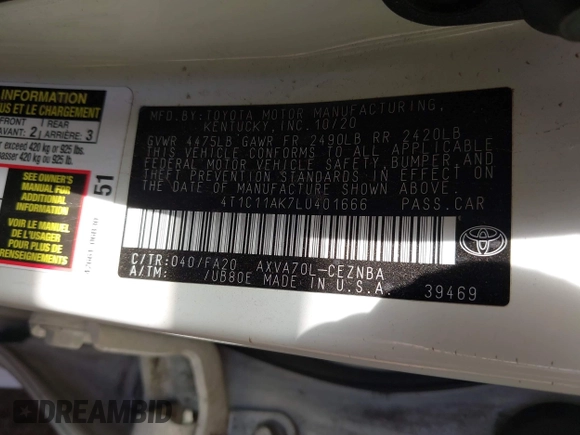 INFORMATION
US ET LE CHARGEMENT
FRONT
AVANT: 2
REAR
ARRIÈRE: 3
r exceed 420 kg or 925 lbs.
passer 420 kg ou 925 lb.
SEE OWNER'S
MANUAL FOR
ADDITIONAL
INFORMATION
VOIR LE MANUEL
DE
POUR PLUS DE
51
MFD.BY:TOYOTA MOTOR MANUFACTURING,
KENTUCKY, INC. 10/20
GVWR 4475LB GAWR FR 2490LB RR 2420LB
THIS VEHICLE CONFORMS TO ALL APPLICABLE
FEDERAL MOTOR VEHICLE SAFETY, BUMPER, AND
THEFT PREVENTION STANDARDS IN EFFECT ON
THE DATE OF MANUFACTURE SHOWN ABOVE.
4T1C11AK7LU401666 PASS.CAR
C/TR:040/FA20 AXVA70L-CEZNBA
A/TM: /UB80E MADE IN U.S.A.
39469
DREAMBID